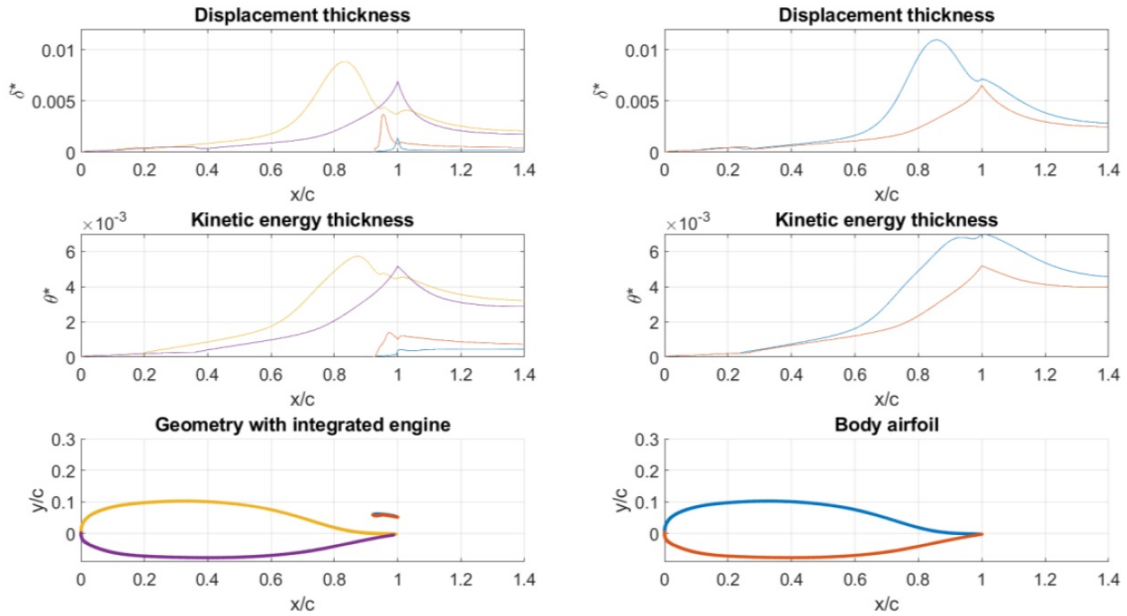 Displacement thickness
0.01
0.005
0
δ*
0 0.2 0.4 0.6 0.8 1 1.2 1.4
x/c
Displacement thickness
0.01
0.005
0
δ*
0 0.2 0.4 0.6 0.8 1 1.2 1.4
x/c
×10⁻³ Kinetic energy thickness
6
4
2
0
θ*
0 0.2 0.4 0.6 0.8 1 1.2 1.4
x/c
×10⁻³ Kinetic energy thickness
6
4
2
0
θ*
0 0.2 0.4 0.6 0.8 1 1.2 1.4
x/c
Geometry with integrated engine
0.3
0.2
0.1
0
y/c
0 0.2 0.4 0.6 0.8 1 1.2 1.4
x/c
Body airfoil
0.3
0.2
0.1
0
y/c
0 0.2 0.4 0.6 0.8 1 1.2 1.4
x/c